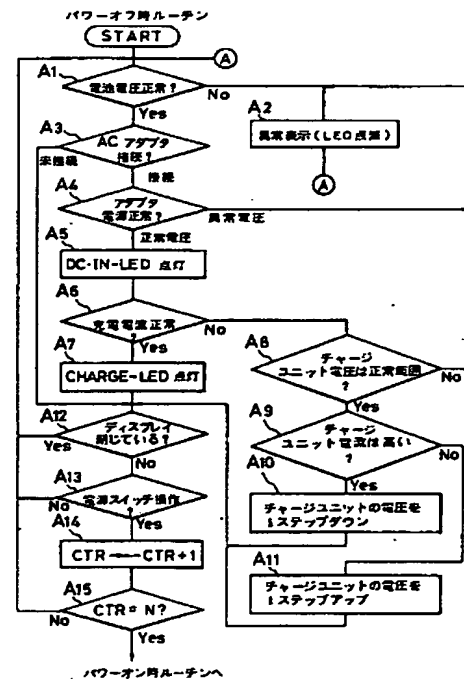 パワーオフ時ルーチン
START
A
A1
電池電圧正常?
No
Yes
A2
異常表示(LED点滅)
A
A3
ACアダプタ
接続?
未接続
接続
A4
アダプタ
電源正常?
異常電圧
正常電圧
A5
DC-IN-LED 点灯
A6
充電電流正常
?
No
Yes
A7
CHARGE-LED 点灯
A8
チャージ
ユニット電圧は正常範囲
?
No
Yes
A9
チャージ
ユニット電流は高い
?
No
Yes
A10
チャージユニットの電圧を
1ステップダウン
A11
チャージユニットの電圧を
1ステップアップ
A12
ディスプレイ
閉じている?
Yes
No
A13
電源スイッチ操作
?
No
Yes
A14
CTR ← CTR+1
A15
CTR = N?
No
Yes
パワーオン時ルーチンへ